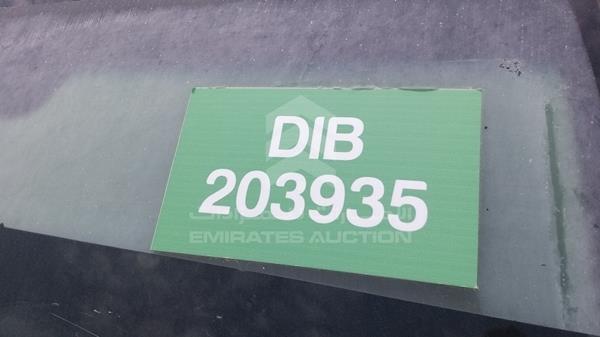 DIB
203935
EMIRATES AUCTION